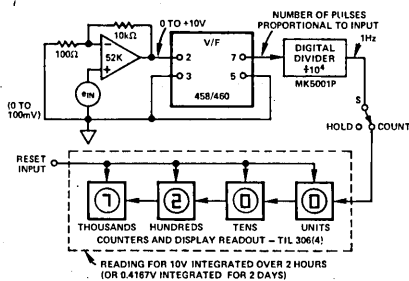 NUMBER OF PULSES
PROPORTIONAL TO INPUT
10kΩ
0 TO +10V
1Hz
100Ω
52K
V/F
2
7
3
5
458/460
DIGITAL
DIVIDER
÷10⁴
MK5001P
eIN
(0 TO
100mV)
S
HOLD
COUNT
RESET
INPUT
7
2
0
0
THOUSANDS
HUNDREDS
TENS
UNITS
COUNTERS AND DISPLAY READOUT – TIL 306(4)
READING FOR 10V INTEGRATED OVER 2 HOURS
(OR 0.4167V INTEGRATED FOR 2 DAYS)